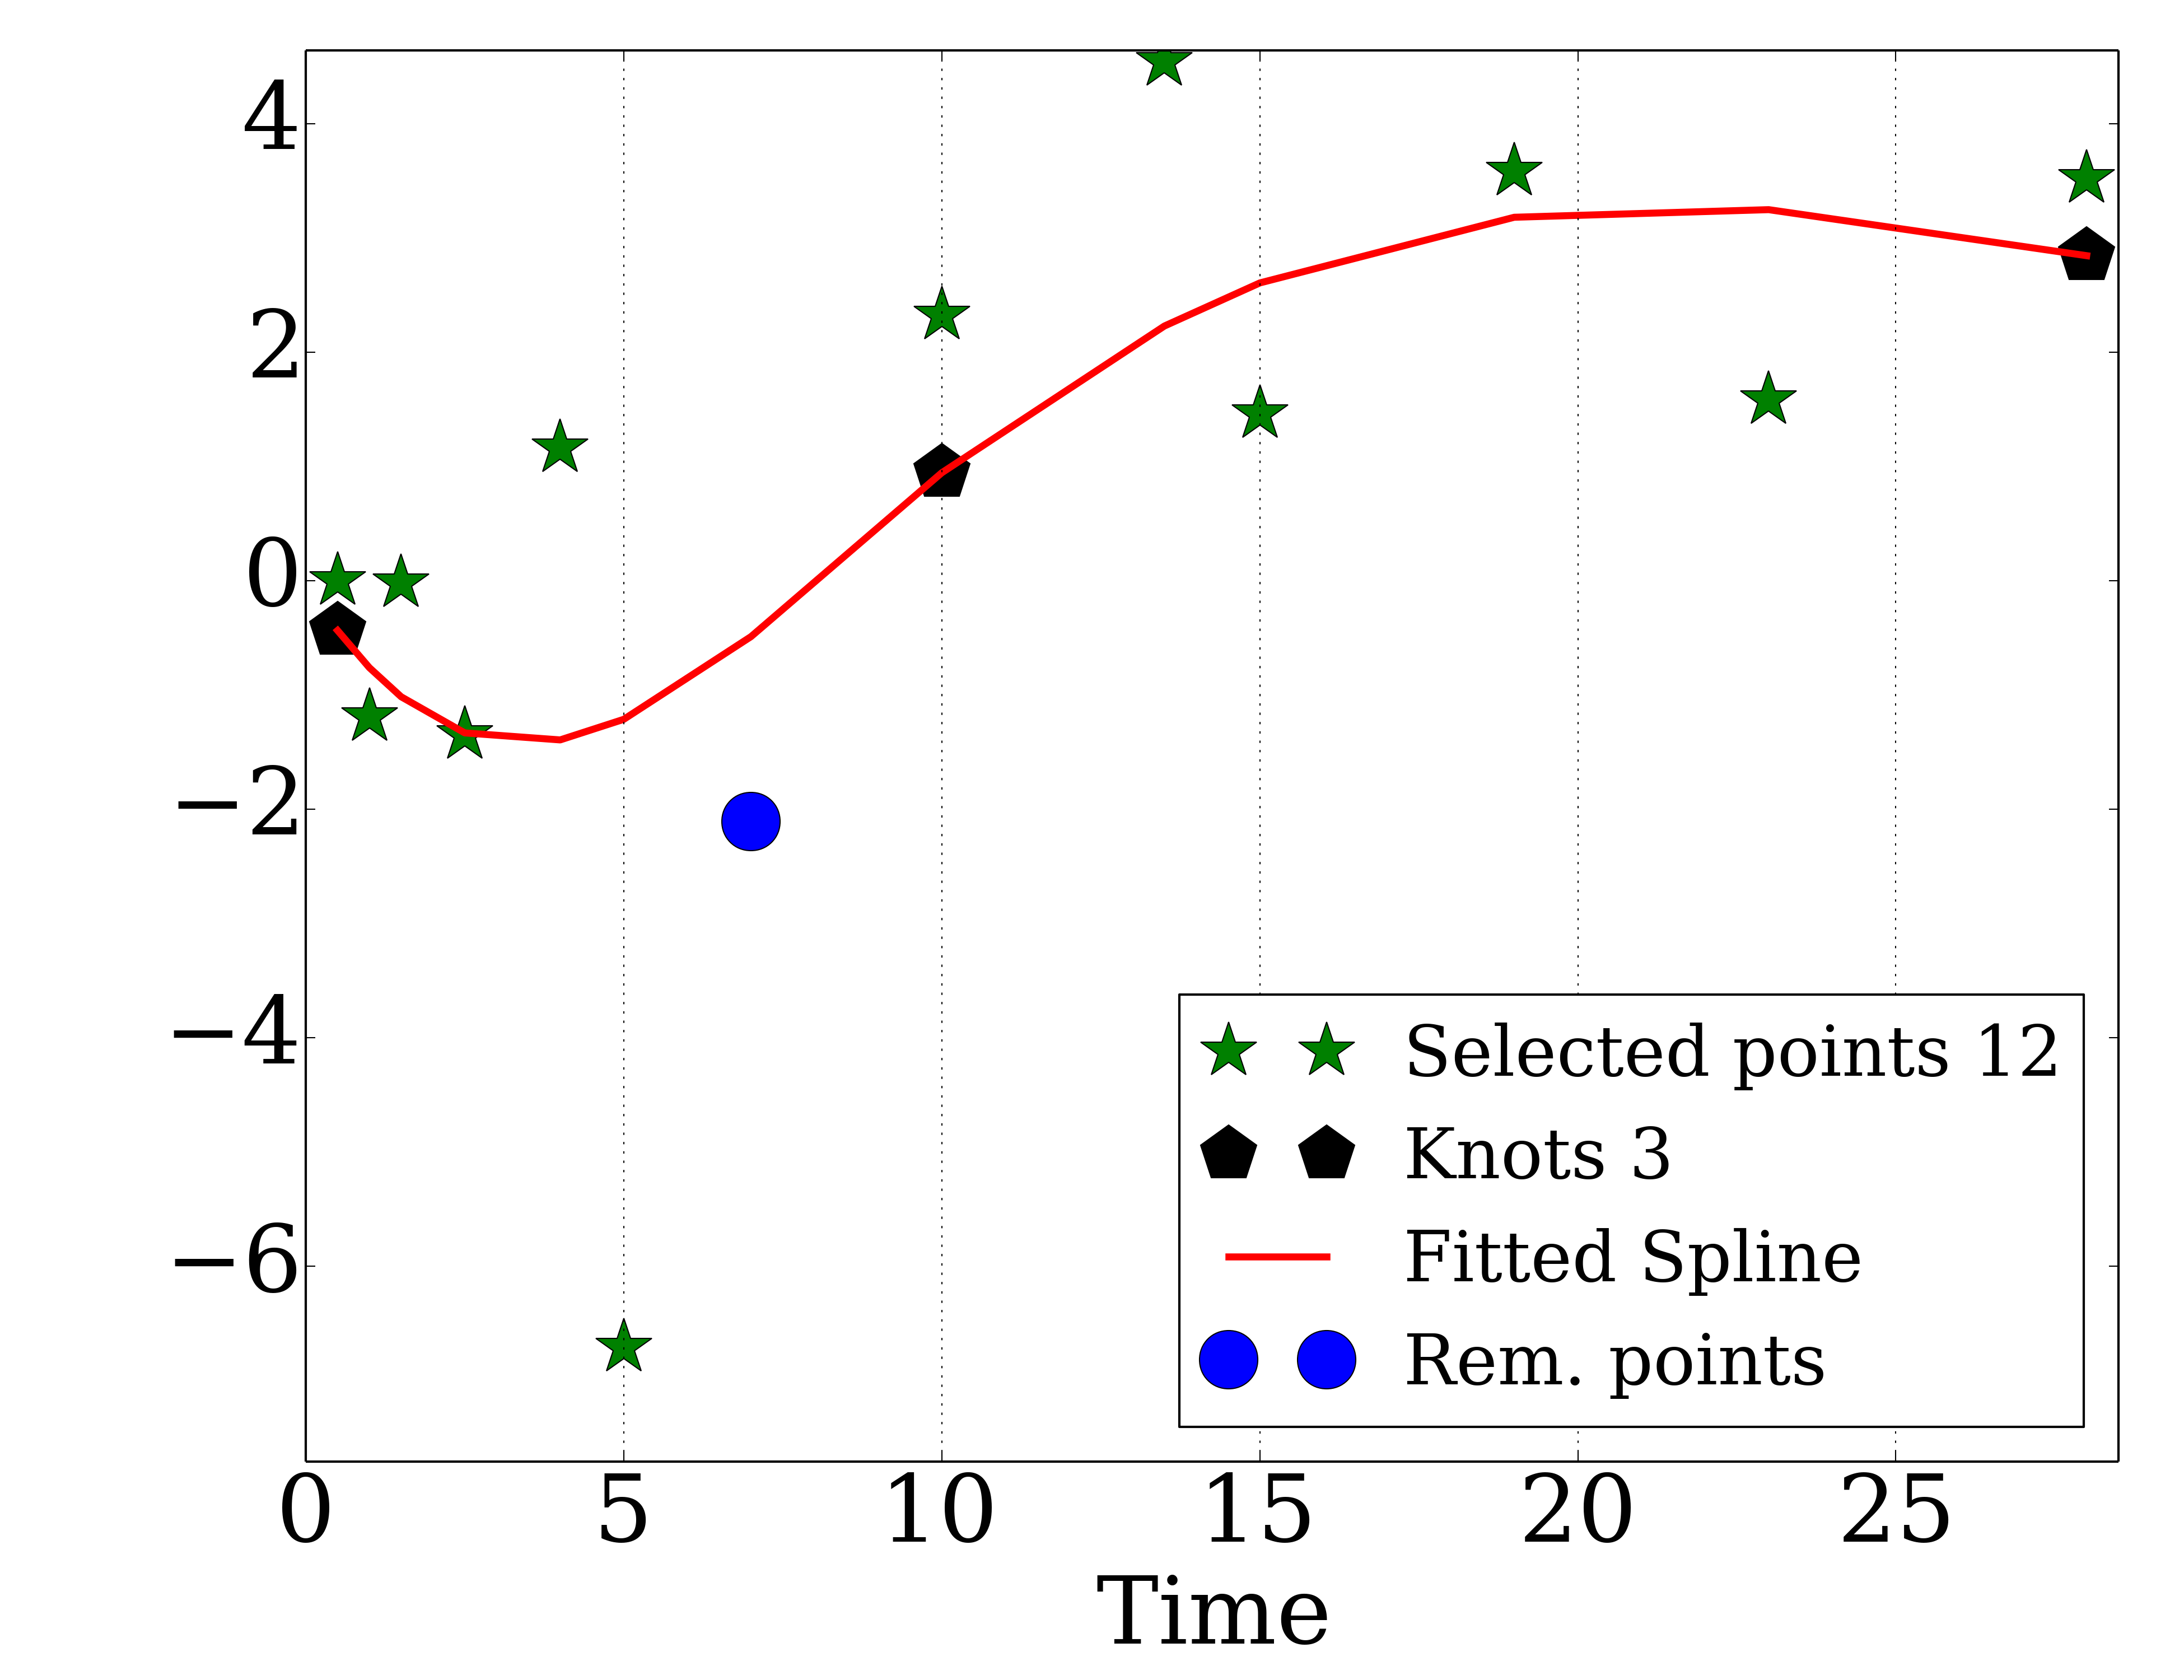 4
2
0
−2
−4
−6
Selected points 12
Knots 3
Fitted Spline
Rem. points
0 5 10 15 20 25
Time